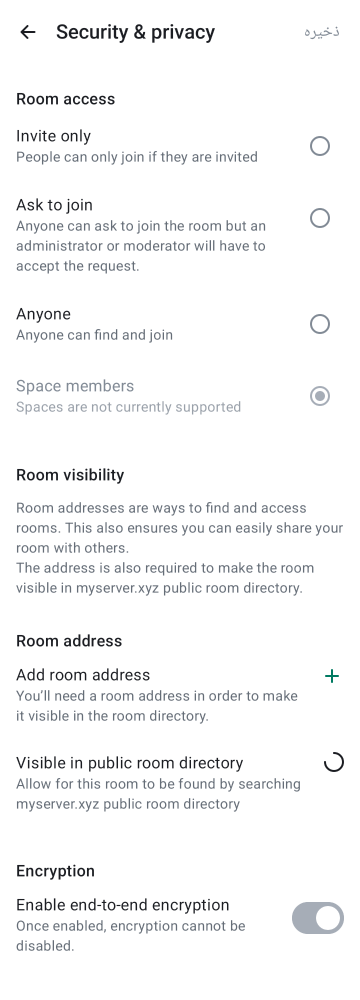 Security & privacy
ذخیره
Room access
Invite only
People can only join if they are invited
Ask to join
Anyone can ask to join the room but an
administrator or moderator will have to
accept the request.
Anyone
Anyone can find and join
Space members
Spaces are not currently supported
Room visibility
Room addresses are ways to find and access
rooms. This also ensures you can easily share your
room with others.
The address is also required to make the room
visible in myserver.xyz public room directory.
Room address
Add room address
You’ll need a room address in order to make
it visible in the room directory.
Visible in public room directory
Allow for this room to be found by searching
myserver.xyz public room directory
Encryption
Enable end-to-end encryption
Once enabled, encryption cannot be
disabled.